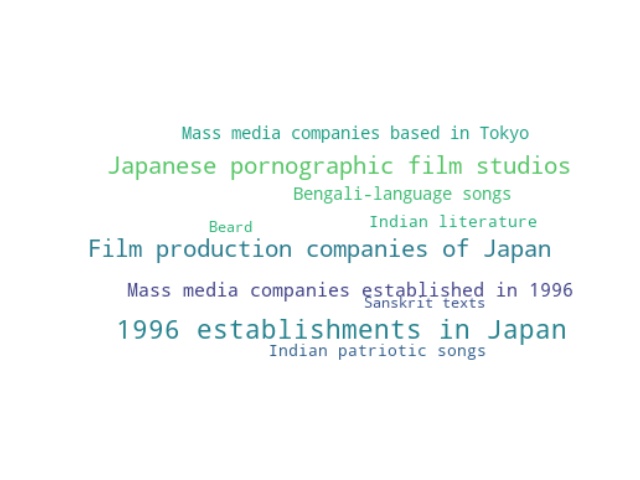 Mass media companies based in Tokyo
Japanese pornographic film studios
Bengali-language songs
Indian literature
Beard
Film production companies of Japan
Mass media companies established in 1996
Sanskrit texts
1996 establishments in Japan
Indian patriotic songs